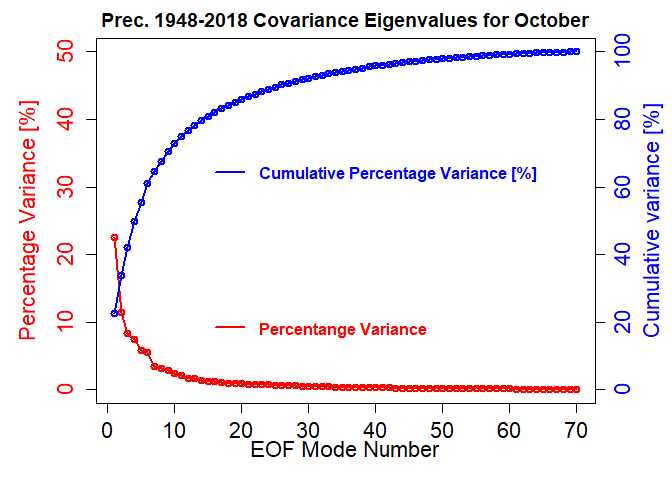 Prec. 1948-2018 Covariance Eigenvalues for October
Percentage Variance [%]
50
40
30
20
10
0
Cumulative Percentage Variance [%]
Percentange Variance
100
80
60
40
20
0
Cumulative variance [%]
0 10 20 30 40 50 60 70
EOF Mode Number